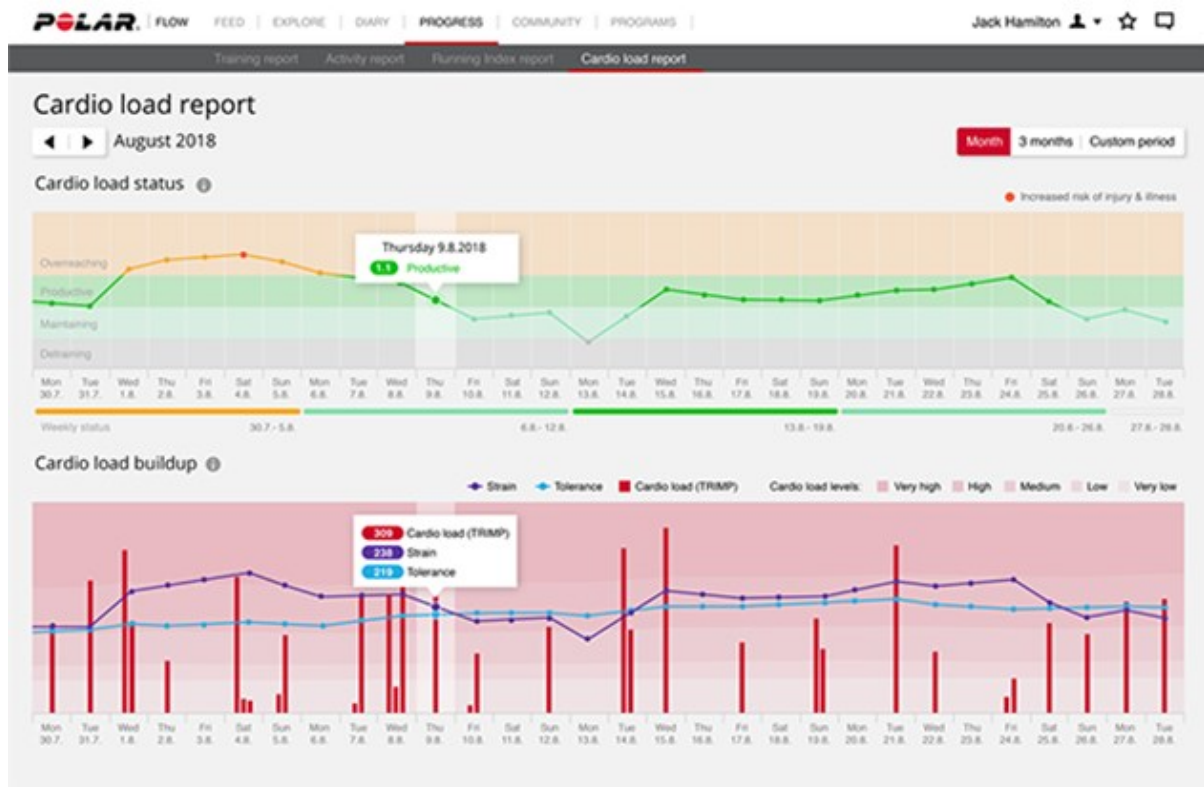 POLAR. FLOW FEED EXPLORE DIARY PROGRESS COMMUNITY PROGRAMS Jack Hamilton
Training report Activity report Running Index report Cardio load report
Cardio load report
August 2018
Month 3 months Custom period
Cardio load status
Increased risk of injury & illness
Thursday 9.8.2018
1.1 Productive
Overreaching
Productive
Maintaining
Detraining
Mon Tue Wed Thu Fri Sat Sun Mon Tue Wed Thu Fri Sat Sun Mon Tue Wed Thu Fri Sat Sun Mon Tue Wed Thu Fri Sat Sun Mon Tue
30.7. 31.7. 1.8. 2.8. 3.8. 4.8. 5.8. 6.8. 7.8. 8.8. 9.8. 10.8. 11.8. 12.8. 13.8. 14.8. 15.8. 16.8. 17.8. 18.8. 19.8. 20.8. 21.8. 22.8. 23.8. 24.8. 25.8. 26.8. 27.8. 28.8.
Weekly status 30.7 - 5.8. 6.8. - 12.8. 13.8. - 19.8. 20.8 - 26.8. 27.8. - 28.8.
Cardio load buildup
Strain Tolerance Cardio load (TRIMP) Cardio load levels: Very high High Medium Low Very low
309 Cardio load (TRIMP)
238 Strain
219 Tolerance
Mon Tue Wed Thu Fri Sat Sun Mon Tue Wed Thu Fri Sat Sun Mon Tue Wed Thu Fri Sat Sun Mon Tue Wed Thu Fri Sat Sun Mon Tue
30.7. 31.7. 1.8. 2.8. 3.8. 4.8. 5.8. 6.8. 7.8. 8.8. 9.8. 10.8. 11.8. 12.8. 13.8. 14.8. 15.8. 16.8. 17.8. 18.8. 19.8. 20.8. 21.8. 22.8. 23.8. 24.8. 25.8. 26.8. 27.8. 28.8.